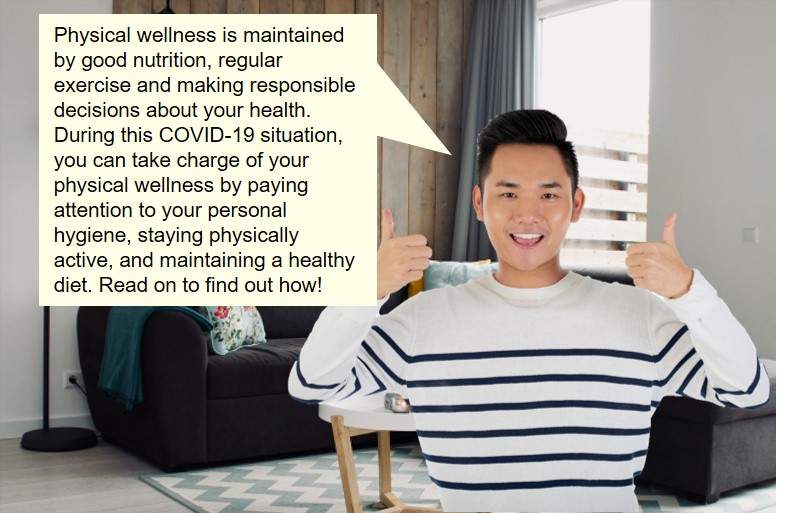 Physical wellness is maintained
by good nutrition, regular
exercise and making responsible
decisions about your health.
During this COVID-19 situation,
you can take charge of your
physical wellness by paying
attention to your personal
hygiene, staying physically
active, and maintaining a healthy
diet. Read on to find out how!